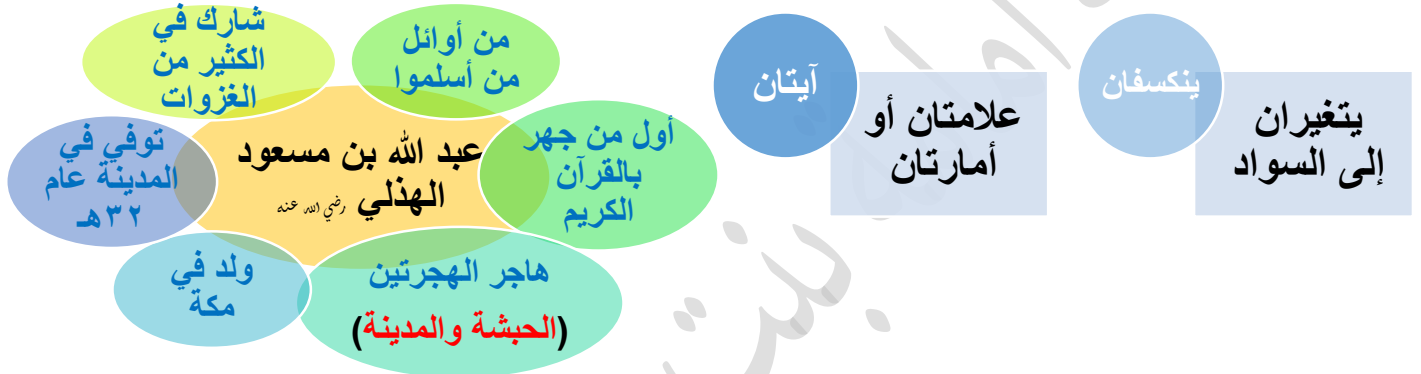 ينكسفان
يتغيران
إلى السواد
آيتان
علامتان أو
أمارتان
عبد الله بن مسعود
الهذلي رضي الله عنه
من أوائل
من أسلموا
أول من جهر
بالقرآن
الكريم
هاجر الهجرتين
(الحبشة والمدينة)
ولد في
مكة
توفي في
المدينة عام
٣٢هـ
شارك في
الكثير من
الغزوات